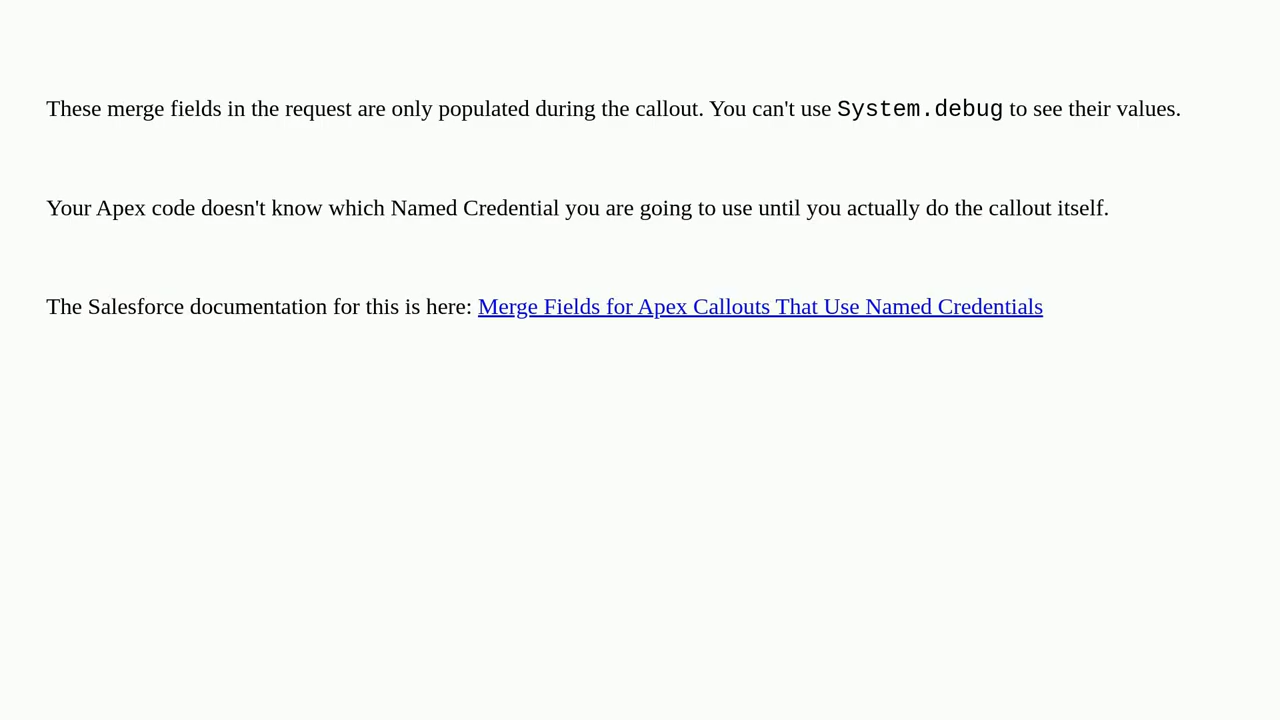 These merge fields in the request are only populated during the callout. You can't use System.debug to see their values.
Your Apex code doesn't know which Named Credential you are going to use until you actually do the callout itself.
The Salesforce documentation for this is here: Merge Fields for Apex Callouts That Use Named Credentials